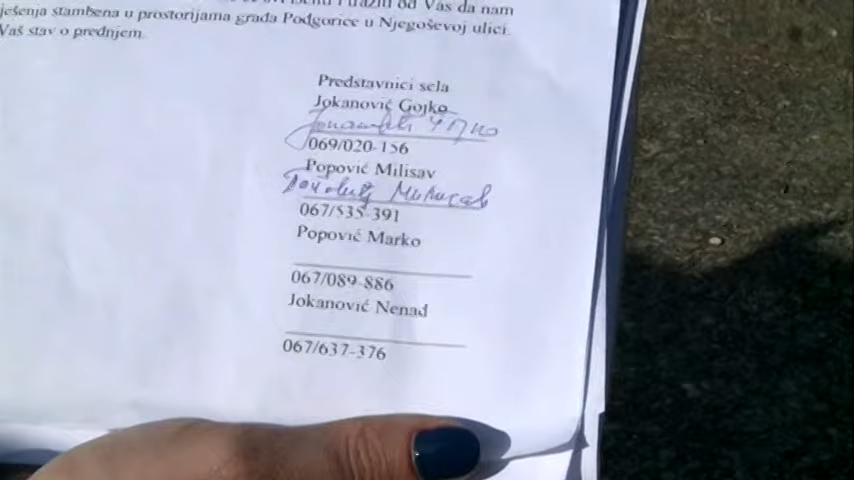 od Vas da nam
ješenja stambena u prostorijama grada Podgorice u Njegoševoj ulici.
Vaš stav o prednjem.
Predstavnici sela
Jokanović Gojko
069/020-156
Popović Milisav
067/535-391
Popović Marko
067/089-886
Jokanović Nenad
067/637-376